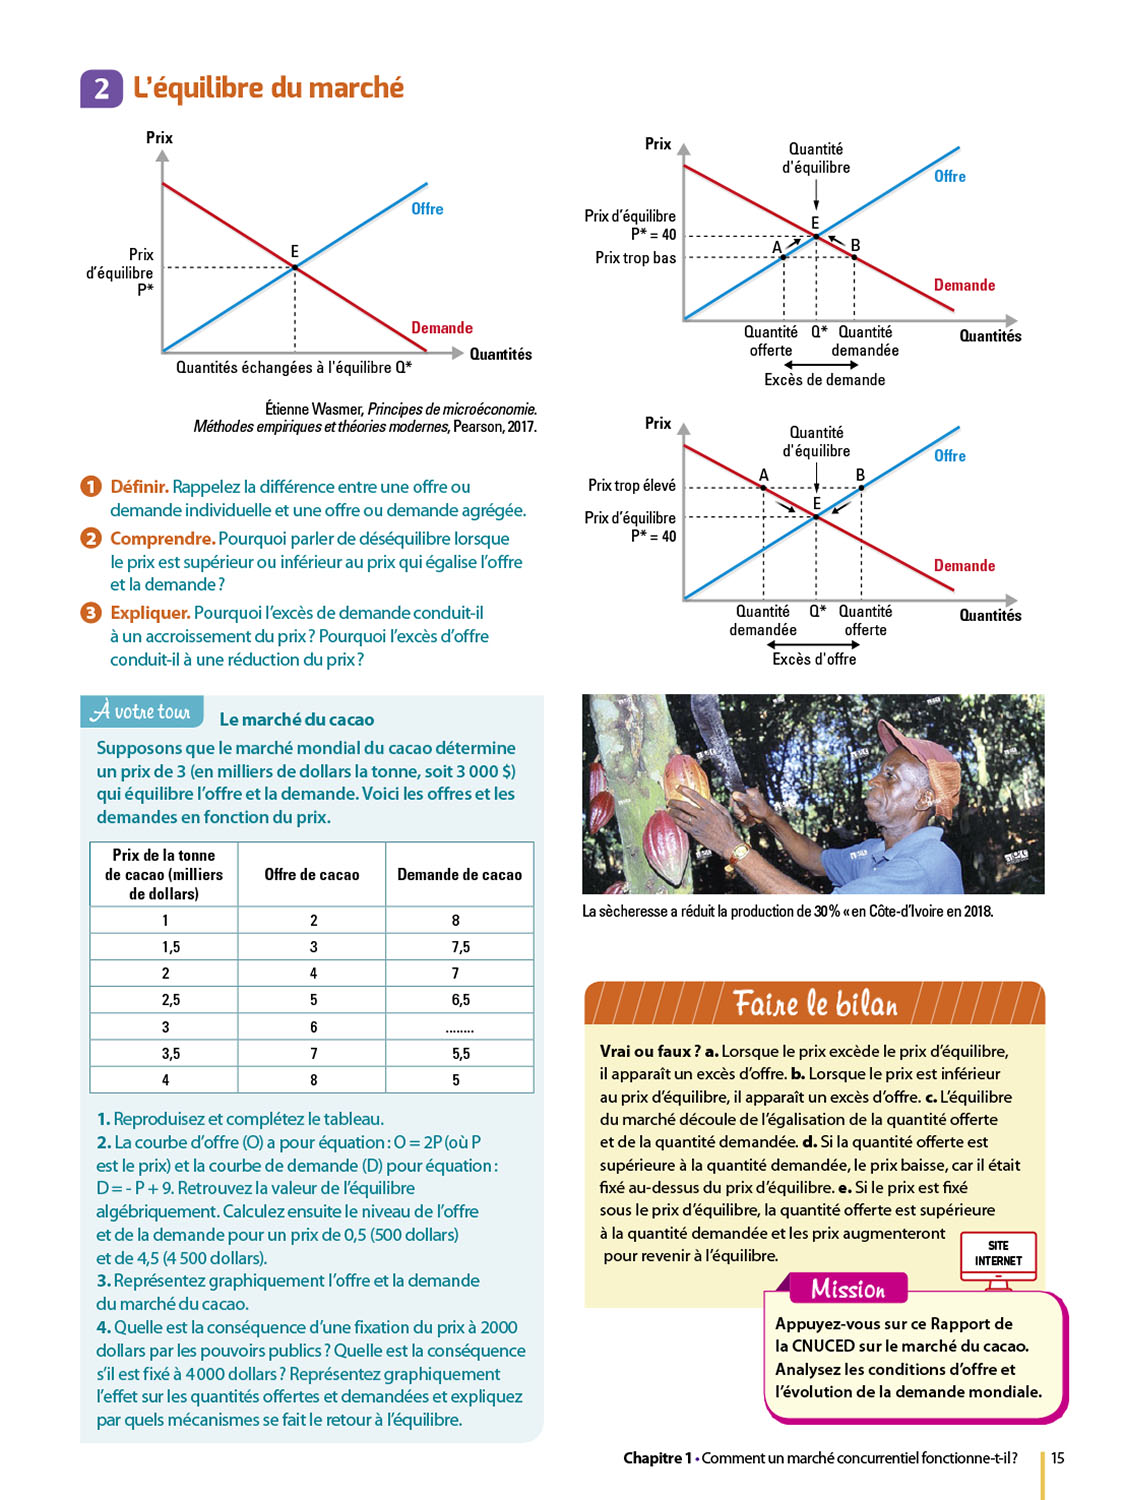 2 L'équilibre du marché
Prix
Offre
E
Prix
d'équilibre
P*
Demande
Quantités
Quantités échangées à l'équilibre Q*
Étienne Wasmer, Principes de microéconomie.
Méthodes empiriques et théories modernes, Pearson, 2017.
Prix
Quantité
d'équilibre
Offre
Prix d'équilibre
P* = 40
E
A
B
Prix trop bas
Demande
Quantité
offerte
Q*
Quantité
demandée
Quantités
Excès de demande
Prix
Quantité
d'équilibre
Offre
A
B
Prix trop élevé
E
Prix d'équilibre
P* = 40
Demande
Quantité
demandée
Q*
Quantité
offerte
Quantités
Excès d'offre
1 Définir. Rappelez la différence entre une offre ou
demande individuelle et une offre ou demande agrégée.
2 Comprendre. Pourquoi parler de déséquilibre lorsque
le prix est supérieur ou inférieur au prix qui égalise l'offre
et la demande ?
3 Expliquer. Pourquoi l'excès de demande conduit-il
à un accroissement du prix ? Pourquoi l'excès d'offre
conduit-il à une réduction du prix ?
À votre tour
Le marché du cacao
Supposons que le marché mondial du cacao détermine
un prix de 3 (en milliers de dollars la tonne, soit 3 000 $)
qui équilibre l'offre et la demande. Voici les offres et les
demandes en fonction du prix.
Prix de la tonne
de cacao (milliers
de dollars)
Offre de cacao
Demande de cacao
1 2 8
1,5 3 7,5
2 4 7
2,5 5 6,5
3 6 ........
3,5 7 5,5
4 8 5
1. Reproduisez et complétez le tableau.
2. La courbe d'offre (O) a pour équation : O = 2P (où P
est le prix) et la courbe de demande (D) pour équation :
D = - P + 9. Retrouvez la valeur de l'équilibre
algébriquement. Calculez ensuite le niveau de l'offre
et de la demande pour un prix de 0,5 (500 dollars)
et de 4,5 (4 500 dollars).
3. Représentez graphiquement l'offre et la demande
du marché du cacao.
4. Quelle est la conséquence d'une fixation du prix à 2000
dollars par les pouvoirs publics ? Quelle est la conséquence
s'il est fixé à 4 000 dollars ? Représentez graphiquement
l'effet sur les quantités offertes et demandées et expliquez
par quels mécanismes se fait le retour à l'équilibre.
La sècheresse a réduit la production de 30 % « en Côte-d'Ivoire en 2018.
Faire le bilan
Vrai ou faux ? a. Lorsque le prix excède le prix d'équilibre,
il apparaît un excès d'offre. b. Lorsque le prix est inférieur
au prix d'équilibre, il apparaît un excès d'offre. c. L'équilibre
du marché découle de l'égalisation de la quantité offerte
et de la quantité demandée. d. Si la quantité offerte est
supérieure à la quantité demandée, le prix baisse, car il était
fixé au-dessus du prix d'équilibre. e. Si le prix est fixé
sous le prix d'équilibre, la quantité offerte est supérieure
à la quantité demandée et les prix augmenteront
pour revenir à l'équilibre.
SITE
INTERNET
Mission
Appuyez-vous sur ce Rapport de
la CNUCED sur le marché du cacao.
Analysez les conditions d'offre et
l'évolution de la demande mondiale.
Chapitre 1 • Comment un marché concurrentiel fonctionne-t-il ? 15